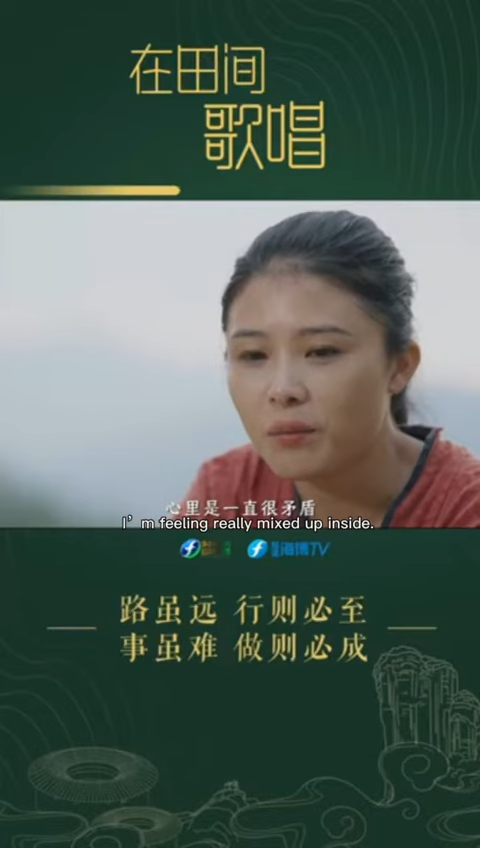 在田间
歌唱
心里是一直很矛盾
I'm feeling really mixed up inside.
海博TV
路虽远 行则必至
事虽难 做则必成